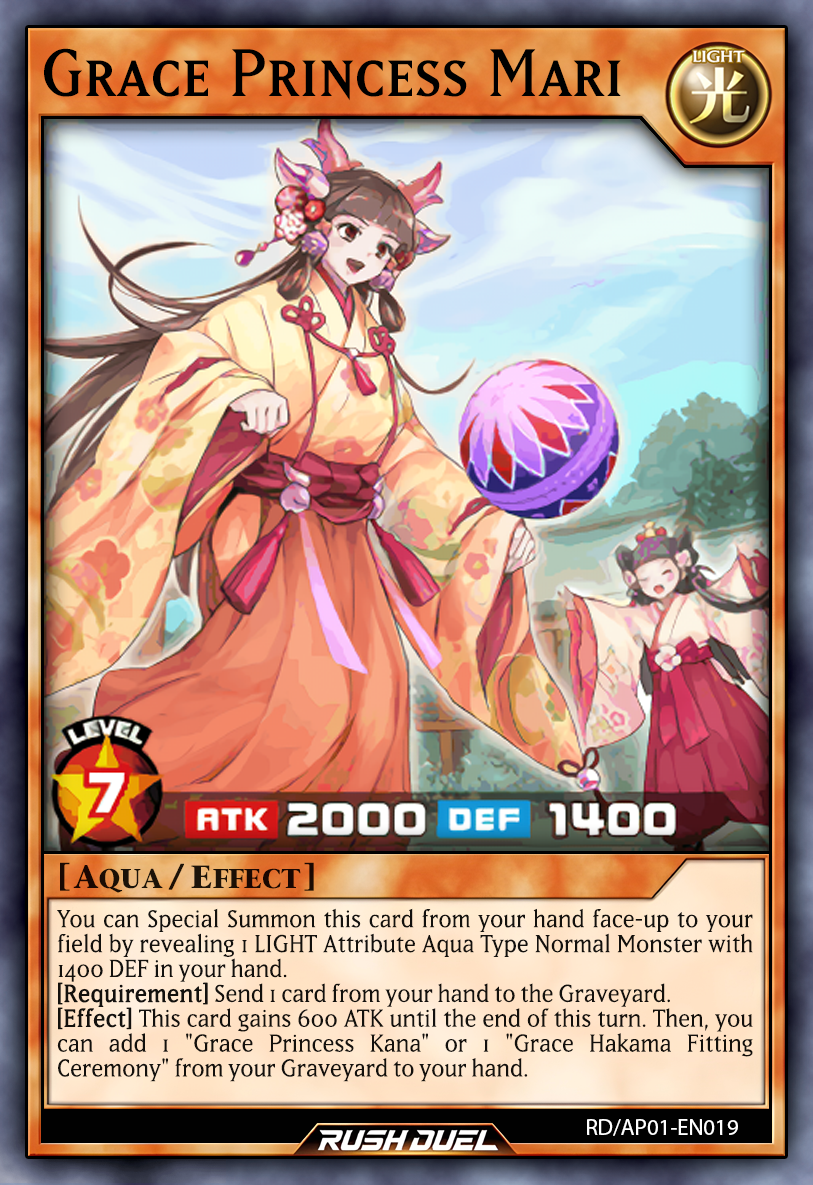 Grace Princess Mari
LIGHT
光
LEVEL
7
ATK 2000 DEF 1400
[Aqua / Effect]
You can Special Summon this card from your hand face-up to your
field by revealing 1 LIGHT Attribute Aqua Type Normal Monster with
1400 DEF in your hand.
[Requirement] Send 1 card from your hand to the Graveyard.
[Effect] This card gains 600 ATK until the end of this turn. Then, you
can add 1 "Grace Princess Kana" or 1 "Grace Hakama Fitting
Ceremony" from your Graveyard to your hand.
RD/AP01-EN019
RUSH DUEL